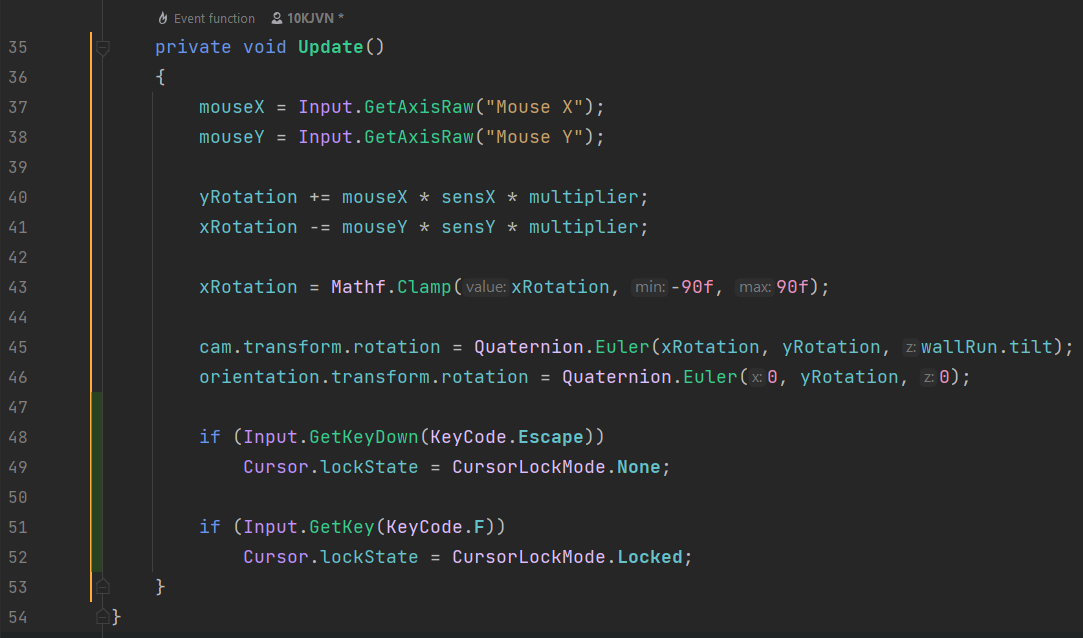 Event function 10KJVN *
35 private void Update()
36 {
37 mouseX = Input.GetAxisRaw("Mouse X");
38 mouseY = Input.GetAxisRaw("Mouse Y");
39
40 yRotation += mouseX * sensX * multiplier;
41 xRotation -= mouseY * sensY * multiplier;
42
43 xRotation = Mathf.Clamp(value: xRotation, min: -90f, max: 90f);
44
45 cam.transform.rotation = Quaternion.Euler(xRotation, yRotation, z: wallRun.tilt);
46 orientation.transform.rotation = Quaternion.Euler(x: 0, yRotation, z: 0);
47
48 if (Input.GetKeyDown(KeyCode.Escape))
49 Cursor.lockState = CursorLockMode.None;
50
51 if (Input.GetKey(KeyCode.F))
52 Cursor.lockState = CursorLockMode.Locked;
53 }
54 }